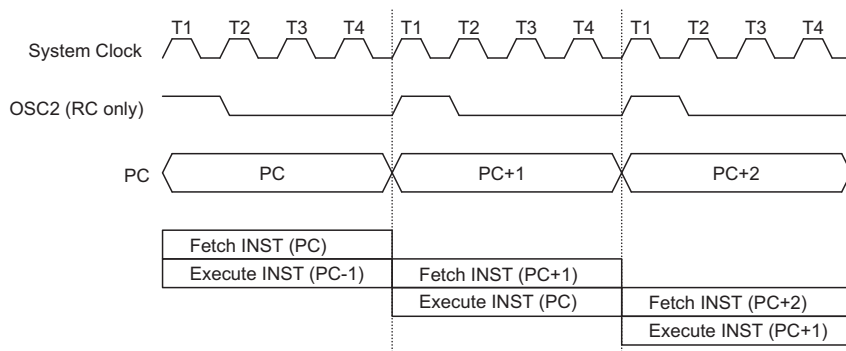 T1 T2 T3 T4 T1 T2 T3 T4 T1 T2 T3 T4
System Clock
OSC2 (RC only)
PC PC PC+1 PC+2
Fetch INST (PC)
Execute INST (PC-1) Fetch INST (PC+1)
Execute INST (PC) Fetch INST (PC+2)
Execute INST (PC+1)